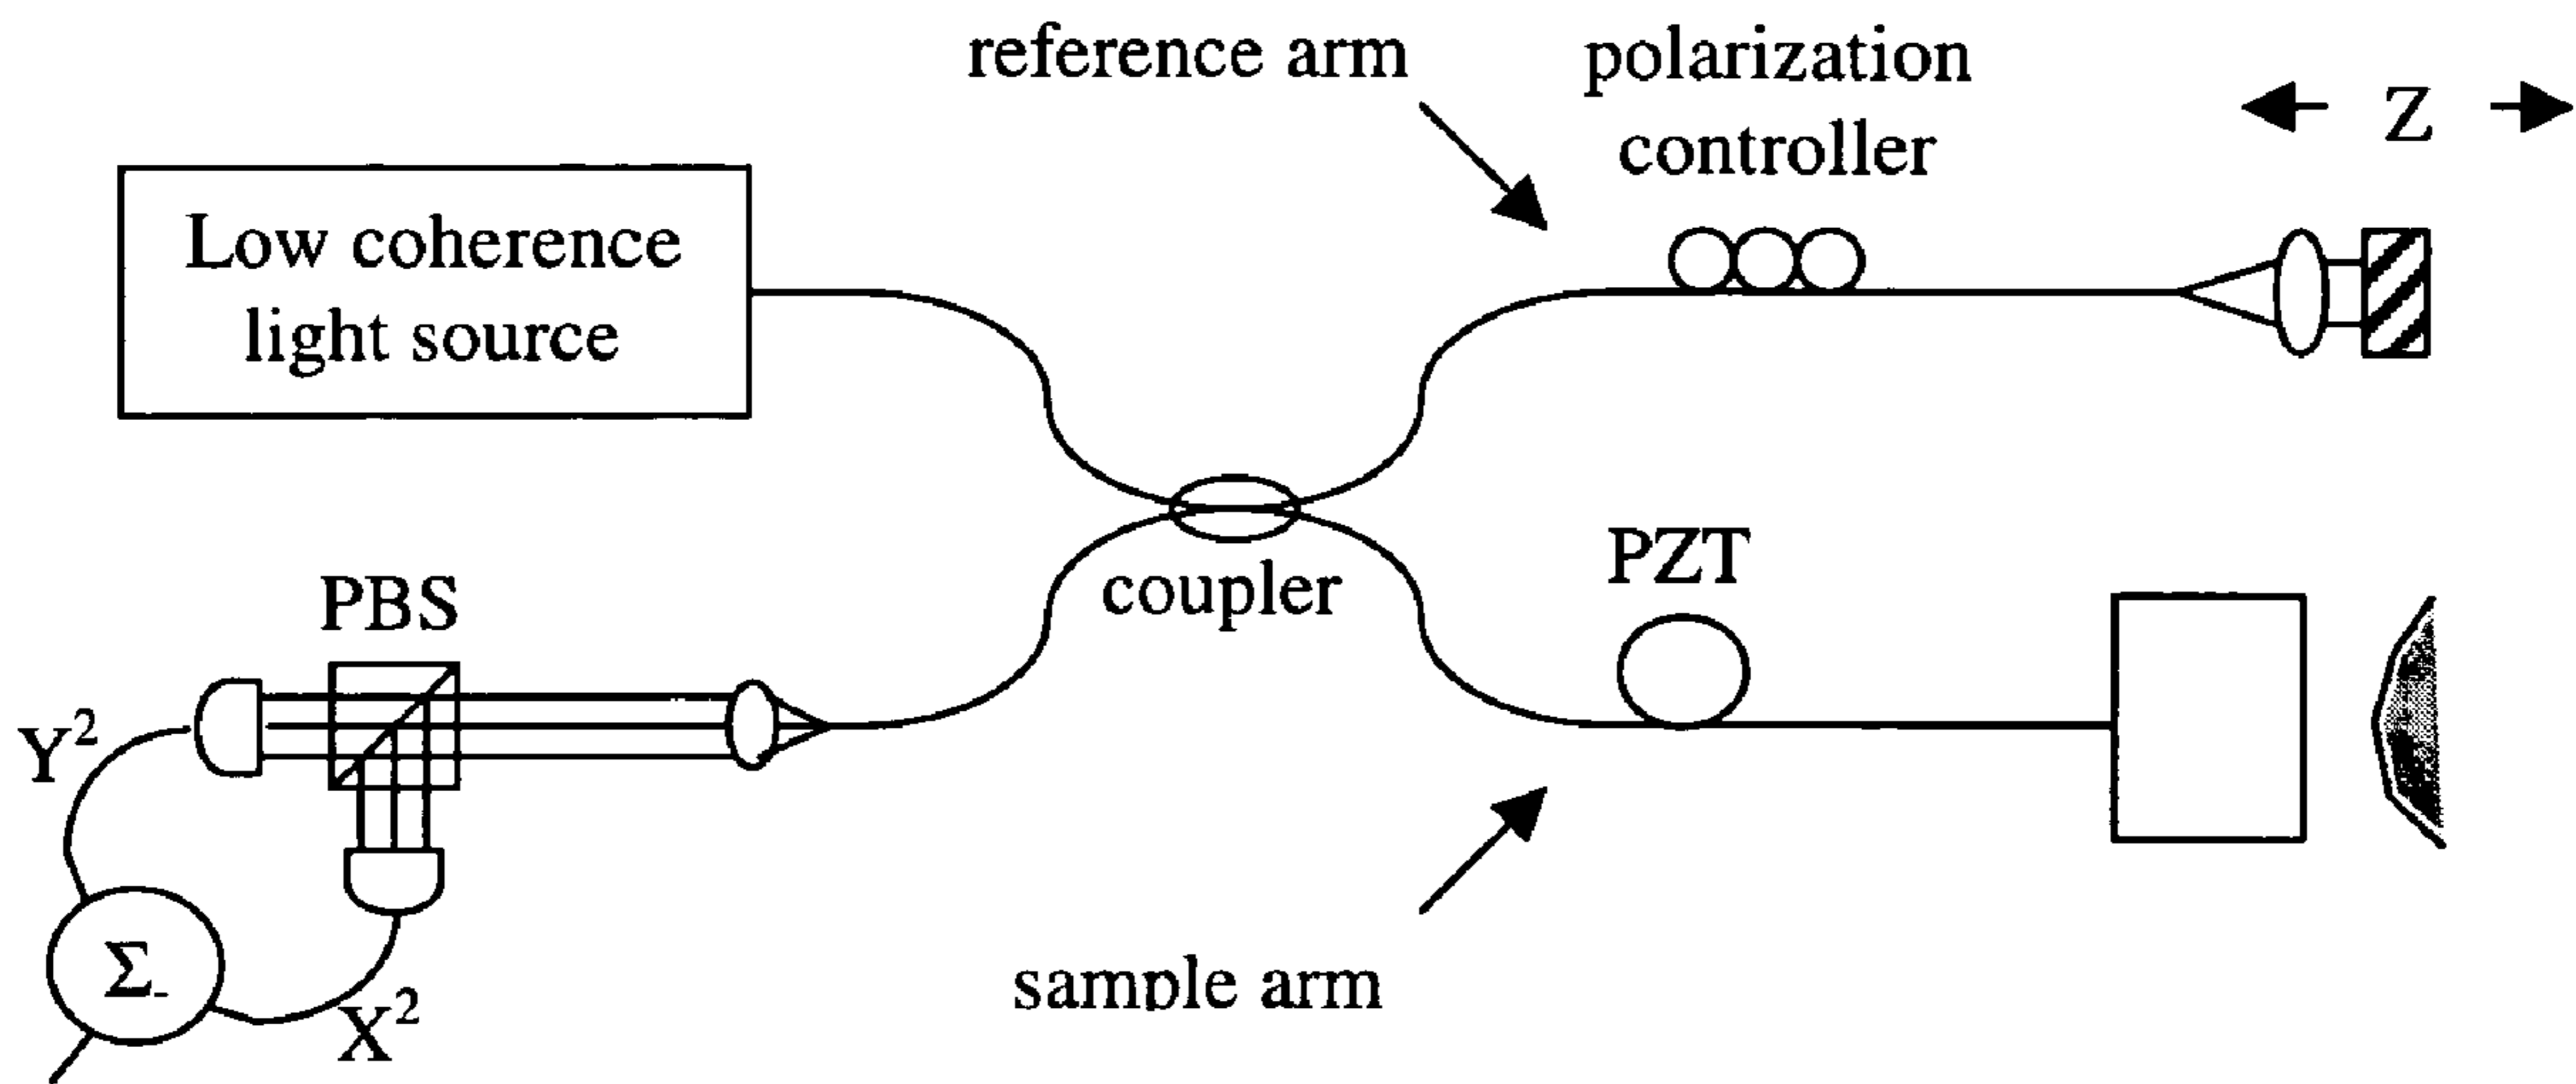 reference arm
polarization
controller
Z
Low coherence
light source
coupler
PZT
PBS
Y²
Σ-
X²
sample arm